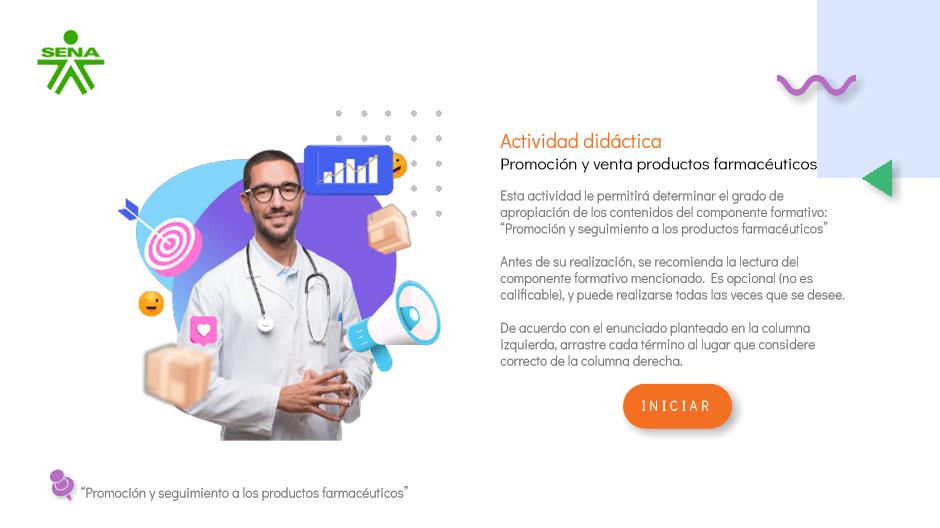 SENA
Actividad didáctica
Promoción y venta productos farmacéuticos
Esta actividad le permitirá determinar el grado de
apropiación de los contenidos del componente formativo:
“Promoción y seguimiento a los productos farmacéuticos”
Antes de su realización, se recomienda la lectura del
componente formativo mencionado. Es opcional (no es
calificable), y puede realizarse todas las veces que se desee.
De acuerdo con el enunciado planteado en la columna
izquierda, arrastre cada término al lugar que considere
correcto de la columna derecha.
INICIAR
“Promoción y seguimiento a los productos farmacéuticos”